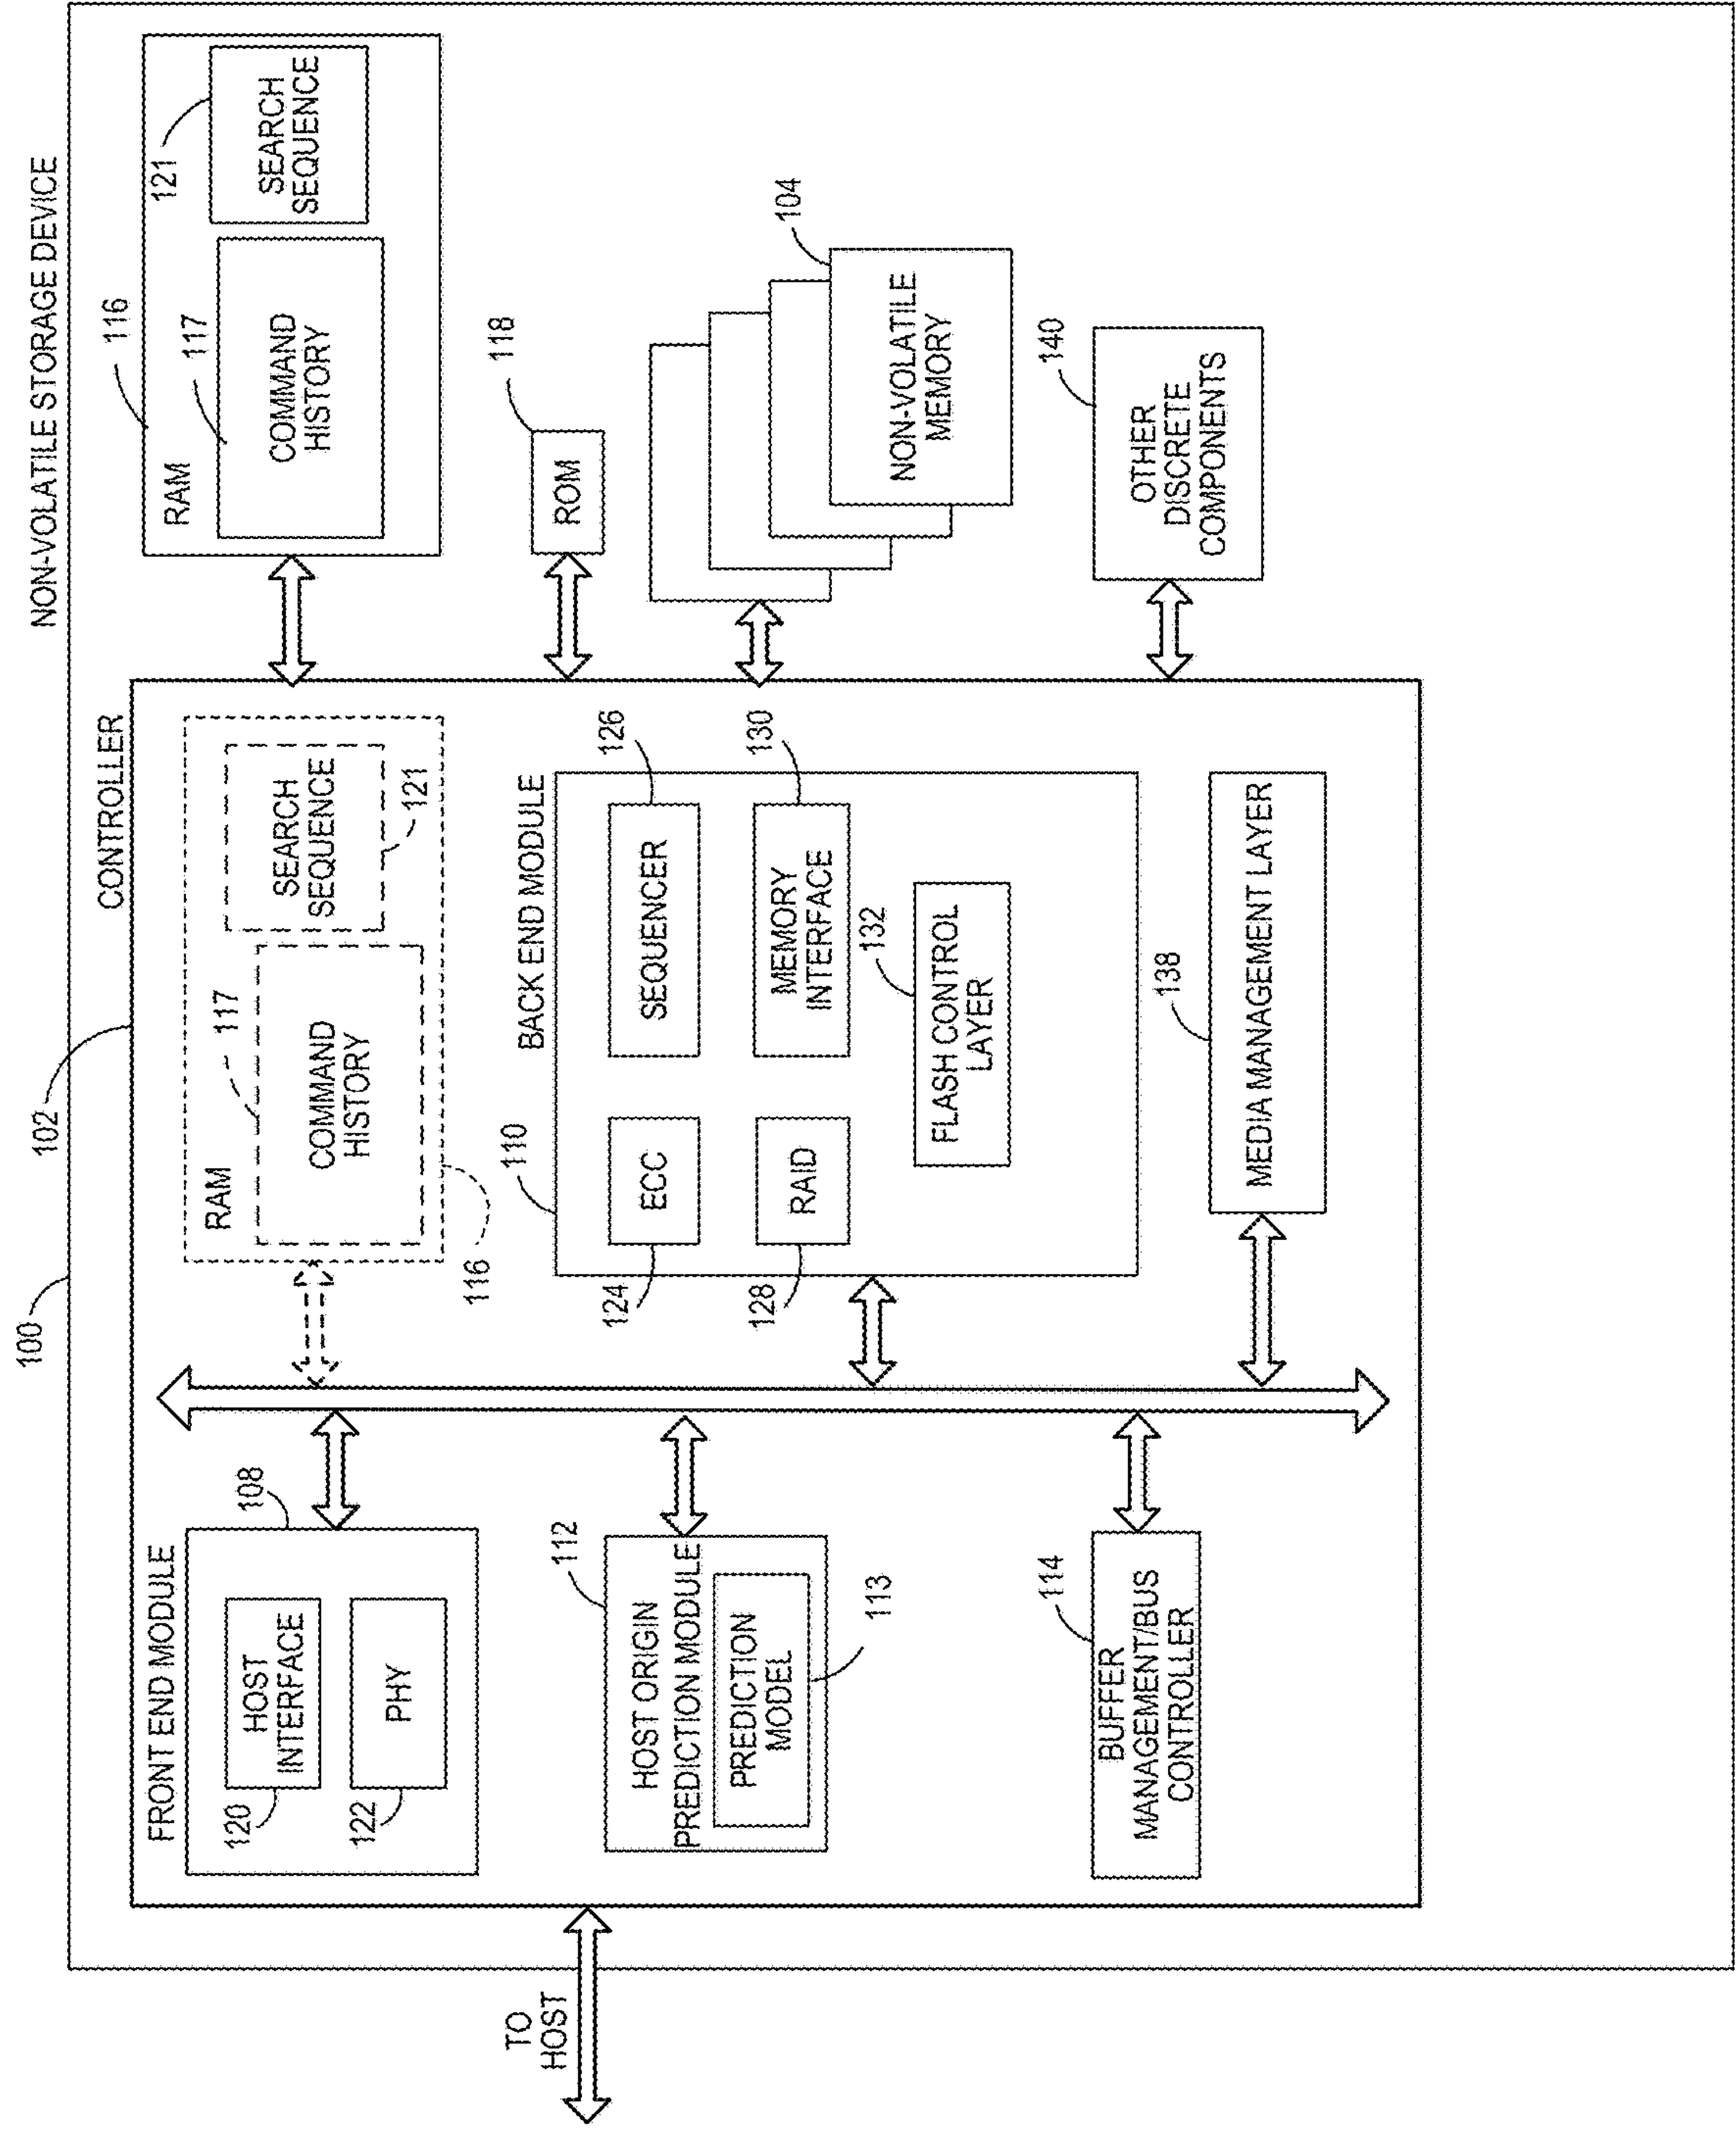 NON-VOLATILE STORAGE DEVICE
100
102
CONTROLLER
TO
HOST
FRONT END MODULE
108
HOST
INTERFACE
120
PHY
122
HOST ORIGIN
PREDICTION MODULE
112
PREDICTION
MODEL
113
BUFFER
MANAGEMENT/BUS
CONTROLLER
114
RAM
116
117
COMMAND
HISTORY
SEARCH
SEQUENCE
121
BACK END MODULE
110
ECC
124
SEQUENCER
126
RAID
128
MEMORY
INTERFACE
130
FLASH CONTROL
LAYER
132
MEDIA MANAGEMENT LAYER
138
RAM
116
117
COMMAND
HISTORY
SEARCH
SEQUENCE
121
ROM
118
NON-VOLATILE
MEMORY
104
OTHER
DISCRETE
COMPONENTS
140